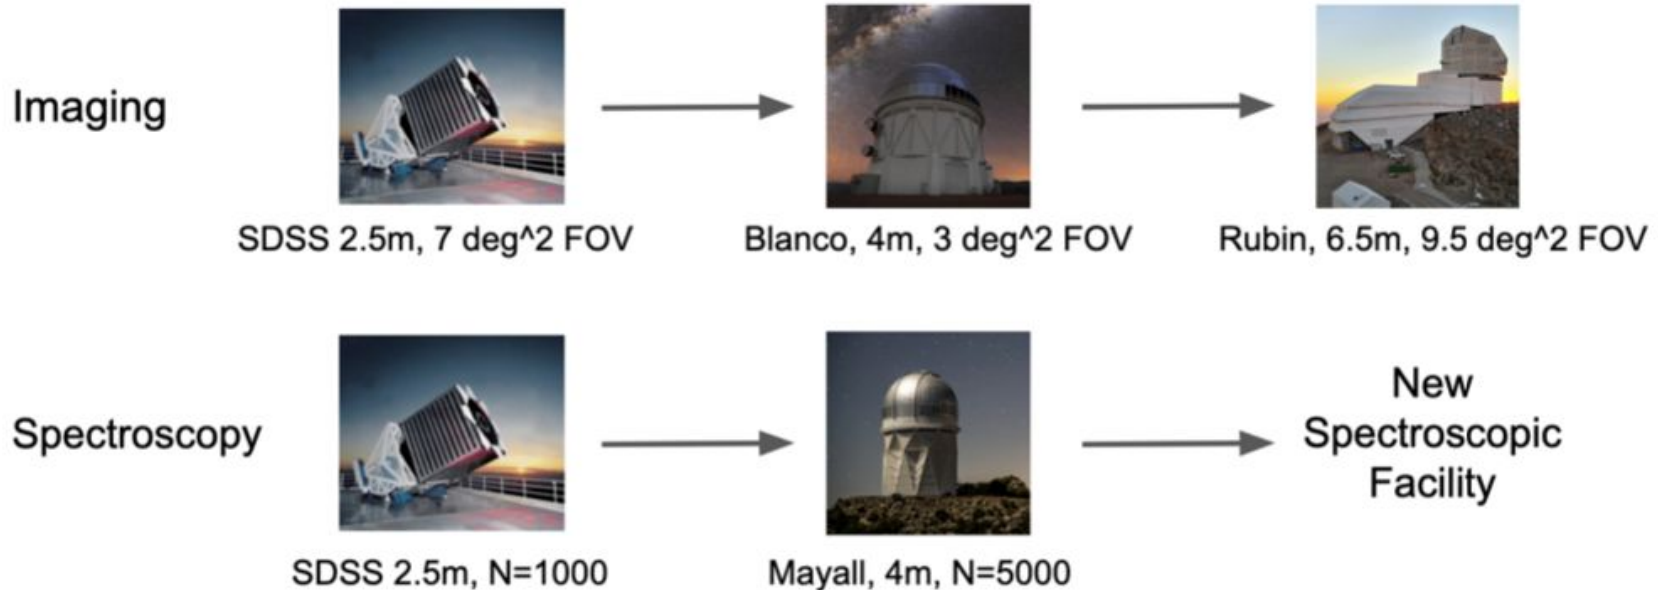 Imaging
SDSS 2.5m, 7 deg^2 FOV
Blanco, 4m, 3 deg^2 FOV
Rubin, 6.5m, 9.5 deg^2 FOV
Spectroscopy
New
Spectroscopic
Facility
SDSS 2.5m, N=1000
Mayall, 4m, N=5000